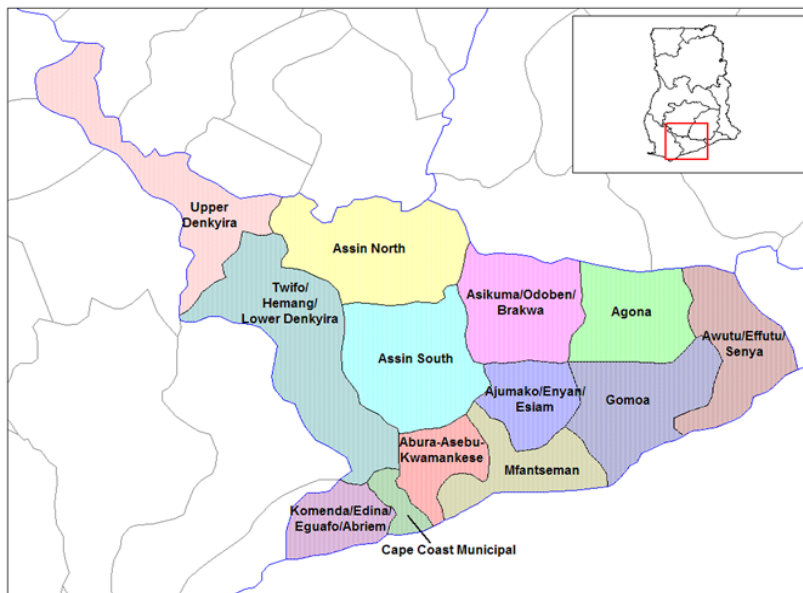 Upper
Denkyira
Assin North
Twifo/
Hemang/
Lower Denkyira
Asikuma/Odoben/
Brakwa
Agona
Awutu/Effutu/
Senya
Assin South
Ajumako/Enyan/
Esiam
Gomoa
Abura-Asebu-
Kwamankese
Mfantseman
Komenda/Edina/
Eguafo/Abriem
Cape Coast Municipal